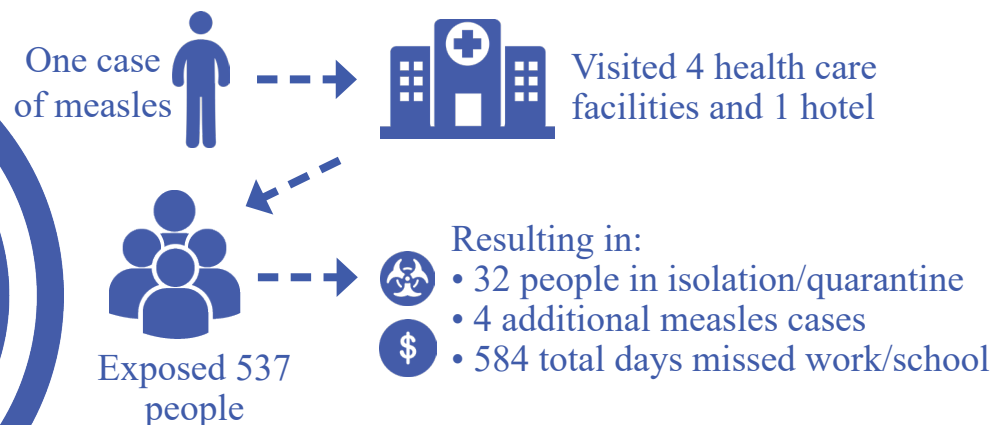 One case
of measles
Visited 4 health care
facilities and 1 hotel
Exposed 537
people
Resulting in:
• 32 people in isolation/quarantine
• 4 additional measles cases
$
• 584 total days missed work/school